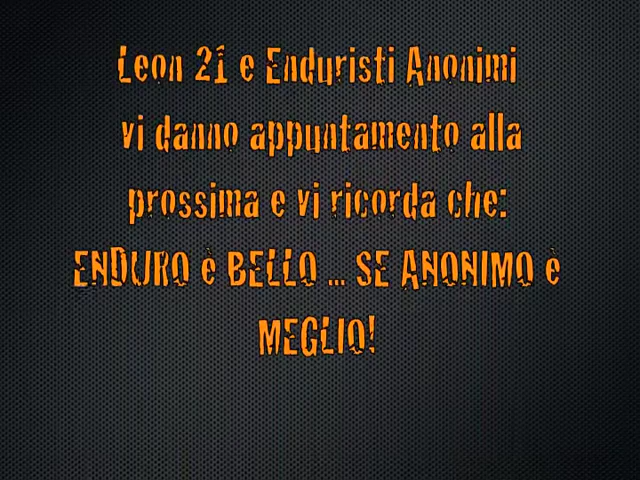 Leon 21 e Enduristi Anonimi
vi danno appuntamento alla
prossima e vi ricorda che:
ENDURO è BELLO ... SE ANONIMO è
MEGLIO!